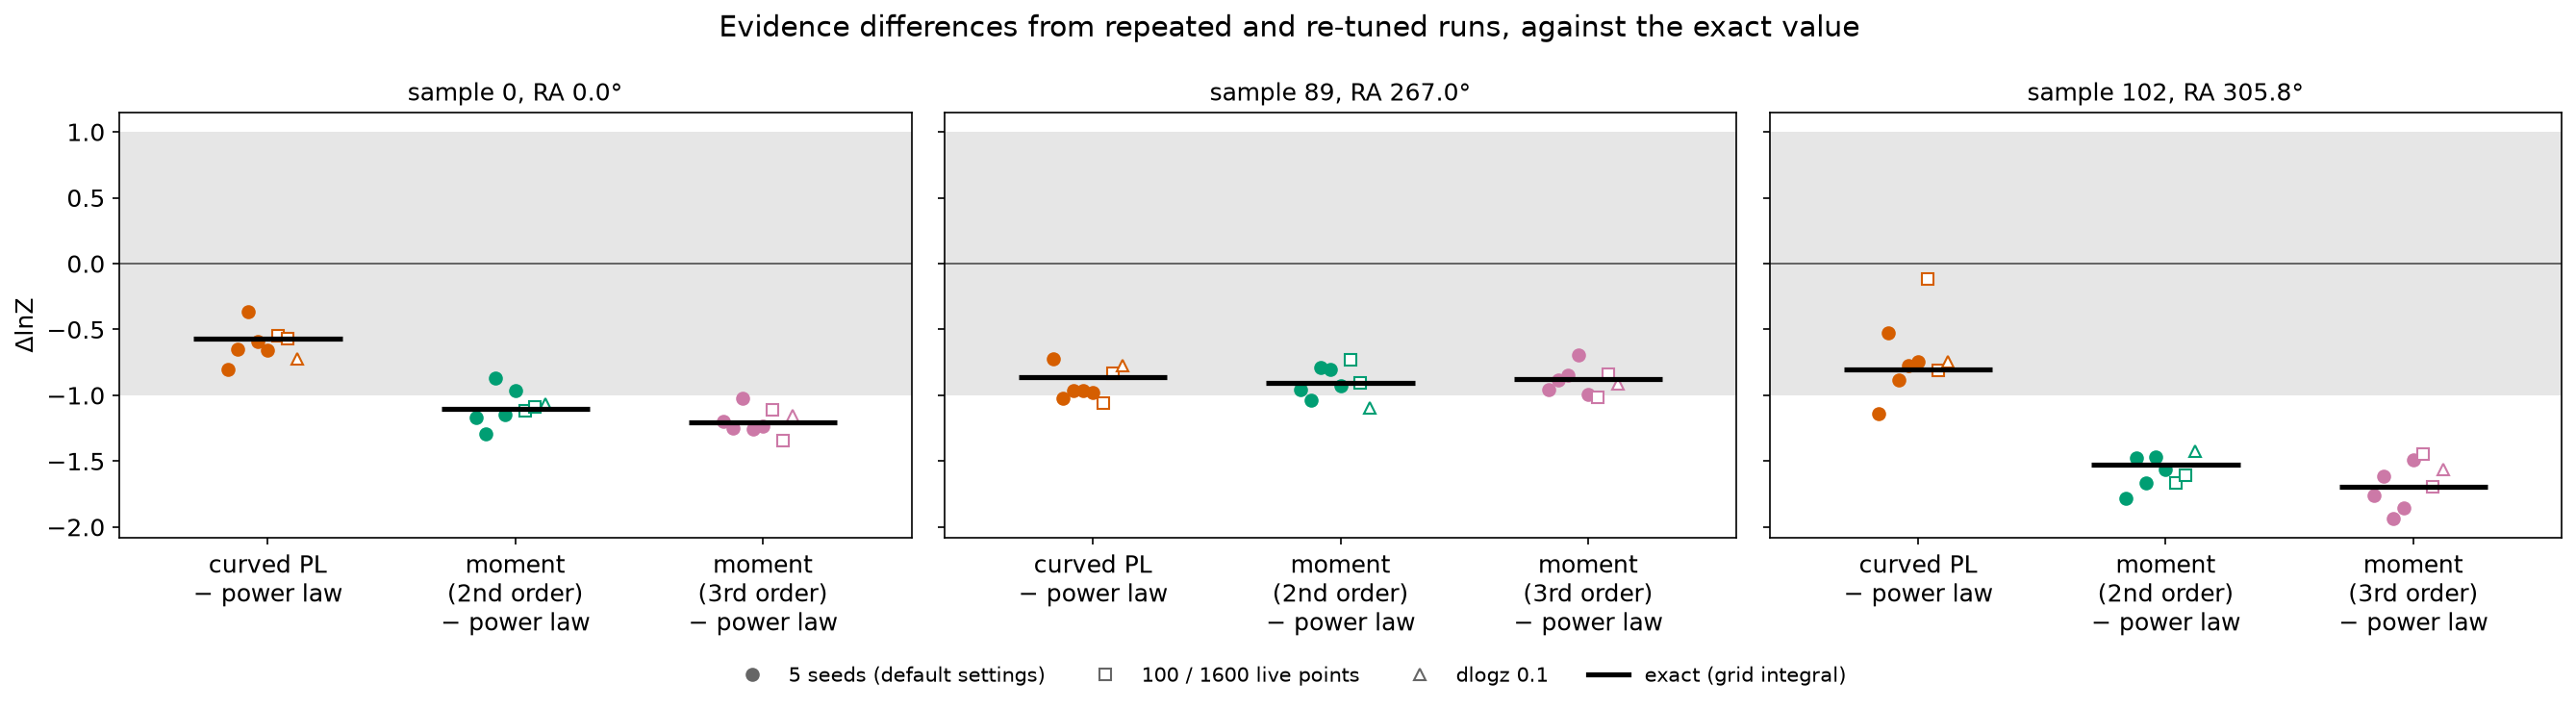 Evidence differences from repeated and re-tuned runs, against the exact value
sample 0, RA 0.0°
sample 89, RA 267.0°
sample 102, RA 305.8°
ΔlnZ
1.0
0.5
0.0
−0.5
−1.0
−1.5
−2.0
curved PL
− power law
moment
(2nd order)
− power law
moment
(3rd order)
− power law
curved PL
− power law
moment
(2nd order)
− power law
moment
(3rd order)
− power law
curved PL
− power law
moment
(2nd order)
− power law
moment
(3rd order)
− power law
5 seeds (default settings)
100 / 1600 live points
dlogz 0.1
exact (grid integral)